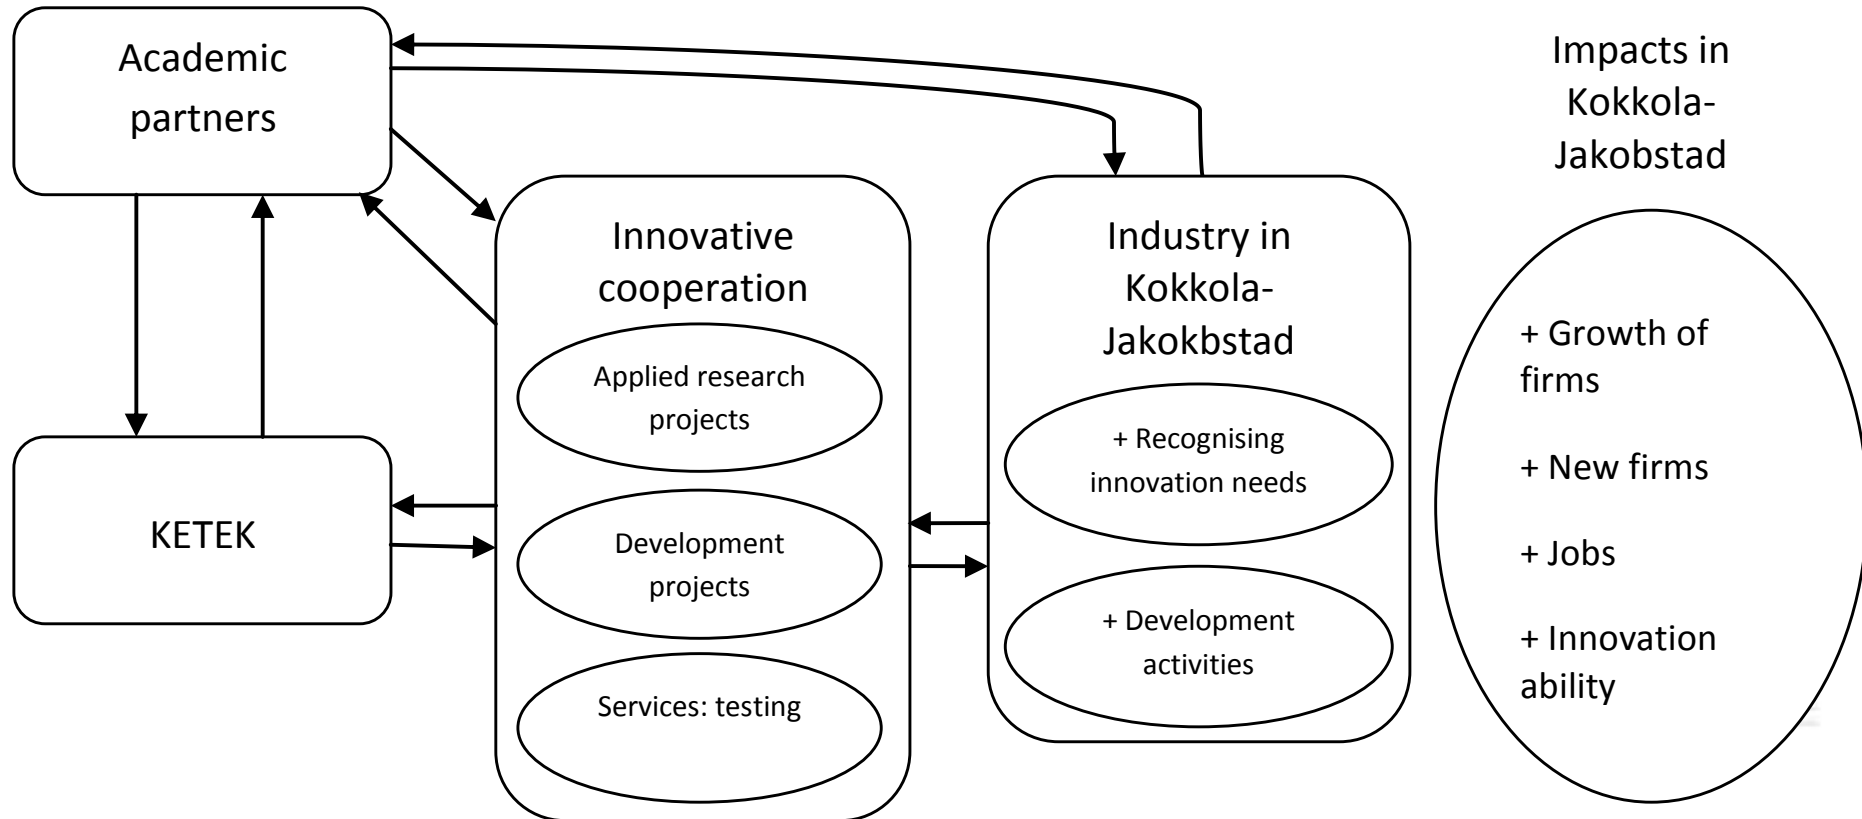 Academic
partners
KETEK
Innovative
cooperation
Applied research
projects
Development
projects
Services: testing
Industry in
Kokkola-
Jakokbstad
+ Recognising
innovation needs
+ Development
activities
Impacts in
Kokkola-
Jakobstad
+ Growth of
firms
+ New firms
+ Jobs
+ Innovation
ability